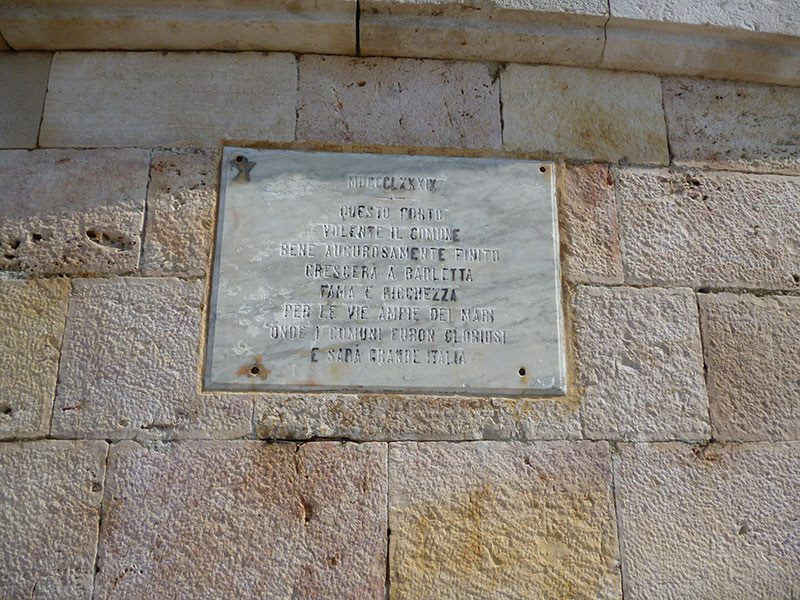 MDCCCLXXXIX
QUESTO PORTO
VOLENTE IL COMUNE
BENE AUGUROSAMENTE FINITO
CRESCERÀ A BARLETTA
FAMA E RICCHEZZA
PER LE VIE AMPIE DEI MARI
ONDE I COMUNI FURON GLORIOSI
E SARÀ GRANDE ITALIA